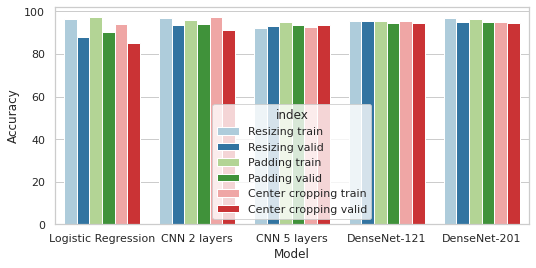 100
80
60
40
20
0
Accuracy
index
Resizing train
Resizing valid
Padding train
Padding valid
Center cropping train
Center cropping valid
Logistic Regression CNN 2 layers CNN 5 layers DenseNet-121 DenseNet-201
Model